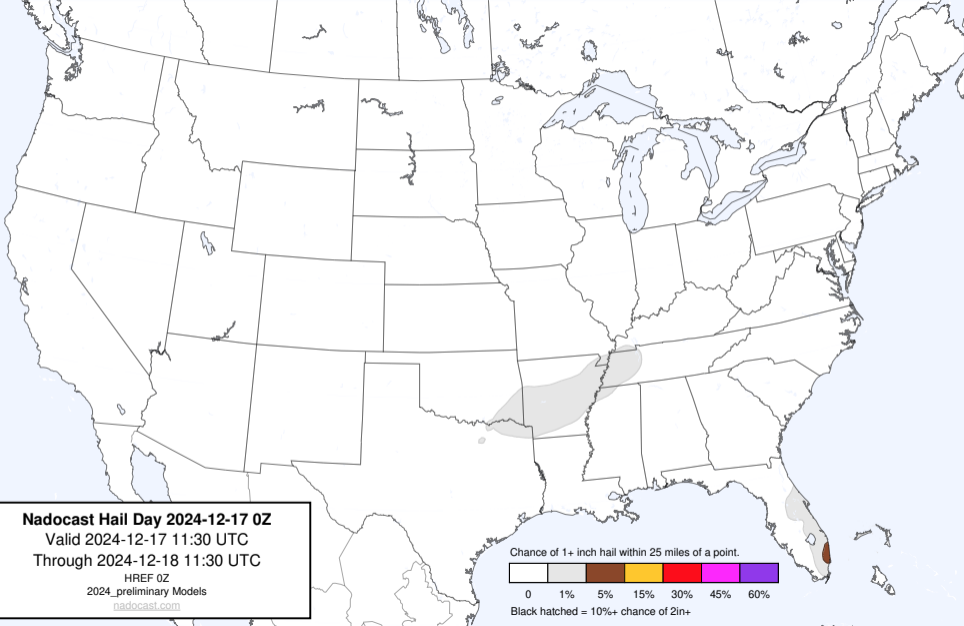 Nadocast Hail Day 2024-12-17 0Z
Valid 2024-12-17 11:30 UTC
Through 2024-12-18 11:30 UTC
HREF 0Z
2024_preliminary Models
nadocast.com
Chance of 1+ inch hail within 25 miles of a point.
0 1% 5% 15% 30% 45% 60%
Black hatched = 10%+ chance of 2in+